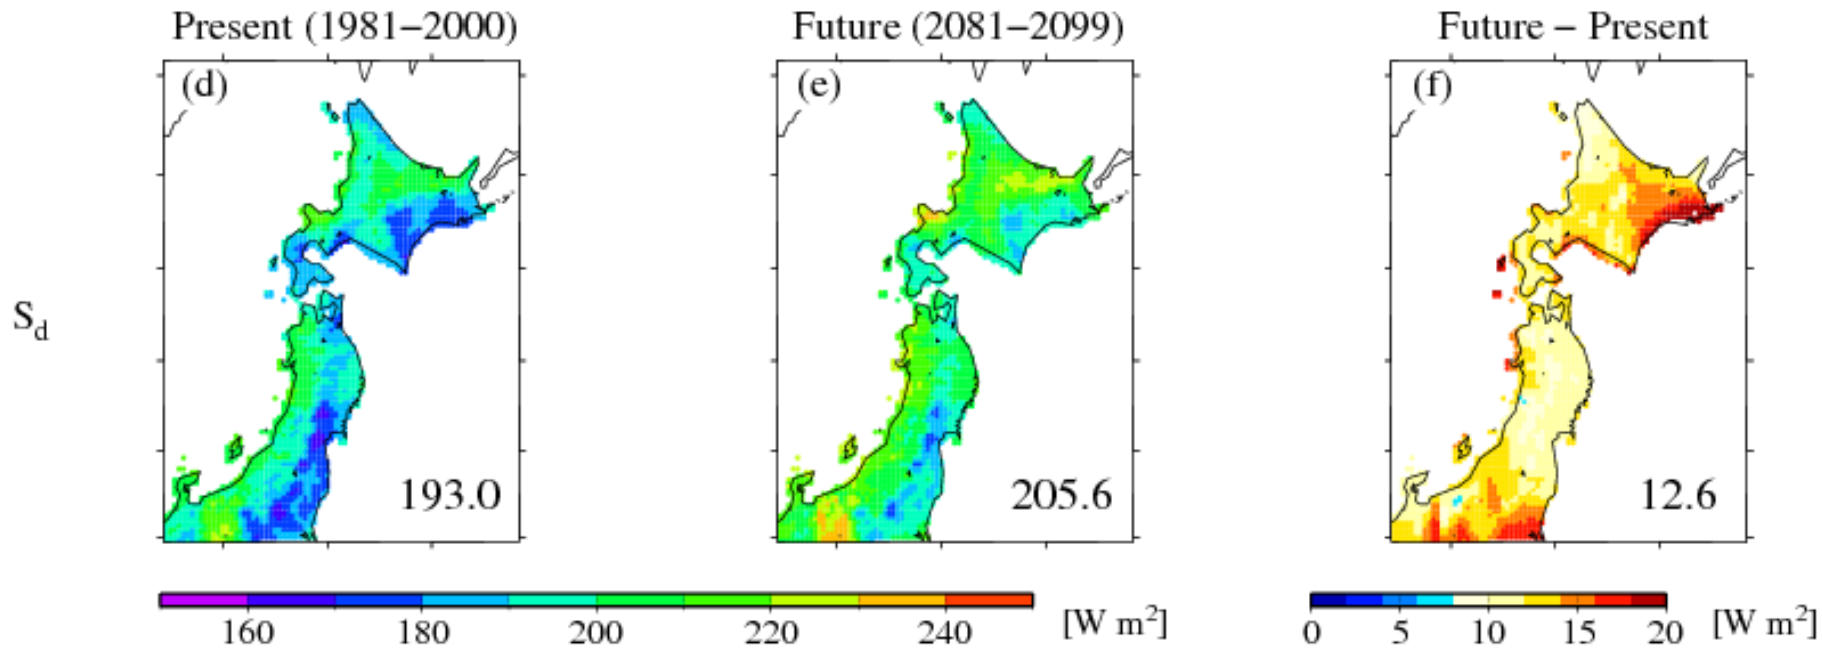 Present (1981−2000)
Future (2081−2099)
Future − Present
(d)
(e)
(f)
S_d
193.0
205.6
12.6
160 180 200 220 240 [W m²]
0 5 10 15 20 [W m²]